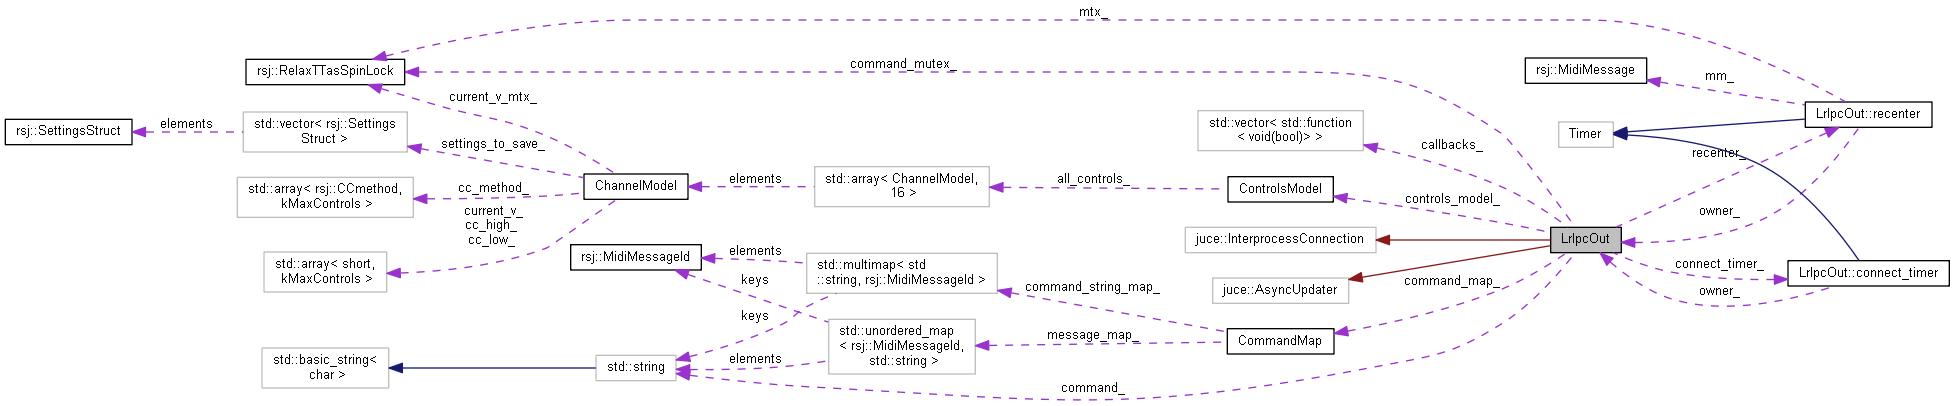 mtx_
rsj::RelaxTTasSpinLock
command_mutex_
rsj::MidiMessage
mm_
current_v_mtx_
LrIpcOut::recenter
rsj::SettingsStruct
elements
std::vector< rsj::Settings
Struct >
settings_to_save_
std::vector< std::function
< void(bool)> >
callbacks_
Timer
recenter_
std::array< rsj::CCmethod,
kMaxControls >
cc_method_
ChannelModel
elements
std::array< ChannelModel,
16 >
all_controls_
ControlsModel
controls_model_
owner_
current_v_
cc_high_
cc_low_
std::array< short,
kMaxControls >
rsj::MidiMessageId
elements
keys
std::multimap< std
::string, rsj::MidiMessageId >
juce::InterprocessConnection
LrIpcOut
juce::AsyncUpdater
connect_timer_
owner_
LrIpcOut::connect_timer
command_string_map_
command_map_
keys
std::unordered_map
< rsj::MidiMessageId,
std::string >
message_map_
CommandMap
std::basic_string<
char >
std::string
elements
command_